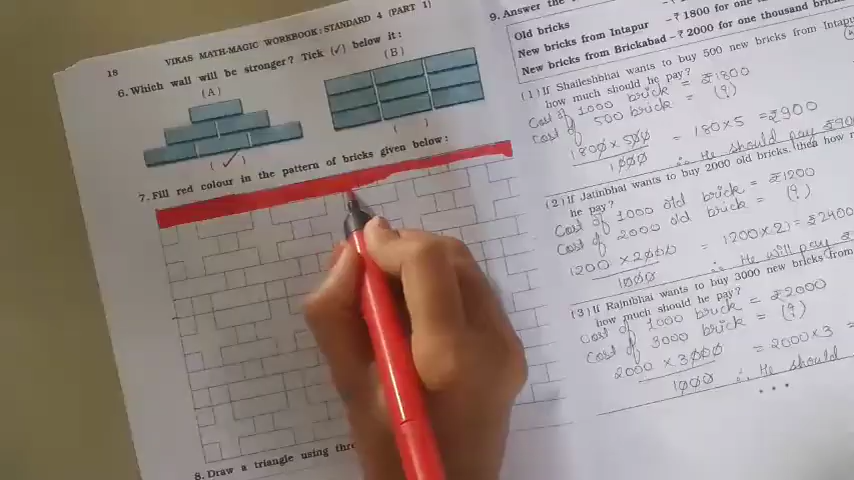 18
VIKAS MATH-MAGIC WORKBOOK : STANDARD 4 (PART 1)
6. Which wall will be stronger? Tick (✓) below it :
(A)
(B)
( ✓ )
( )
7. Fill red colour in the pattern of bricks given below :
8. Draw a triangle using thr
9. Answer the
Old bricks
New bricks from Intapur - ₹ 1800 for one
New bricks from Brickabad - ₹ 2000 for one thousand bricks
(1) If Shaileshbhai wants to buy 500 new bricks from Intapu
how much should he pay?
Cost of 1000 brick = ₹1800
Cost of 500 brick = (?)
1800 × 500 = 180×5 = ₹900
1000 ∴ He should pay ₹90
(2) If Jatinbhai wants to buy 2000 old bricks, then how m
he pay?
Cost of 1000 old brick = ₹1200
Cost of 2000 old brick = (?)
1200 × 2000 = 1200×2 = ₹2400
1000 ∴ He will pay ₹
(3) If Rajnibhai wants to buy 3000 new bricks from
how much should he pay?
Cost of 1000 brick = ₹2000
Cost of 3000 brick = (?)
2000 × 3000 = 2000×3 =
1000 ∴ He should